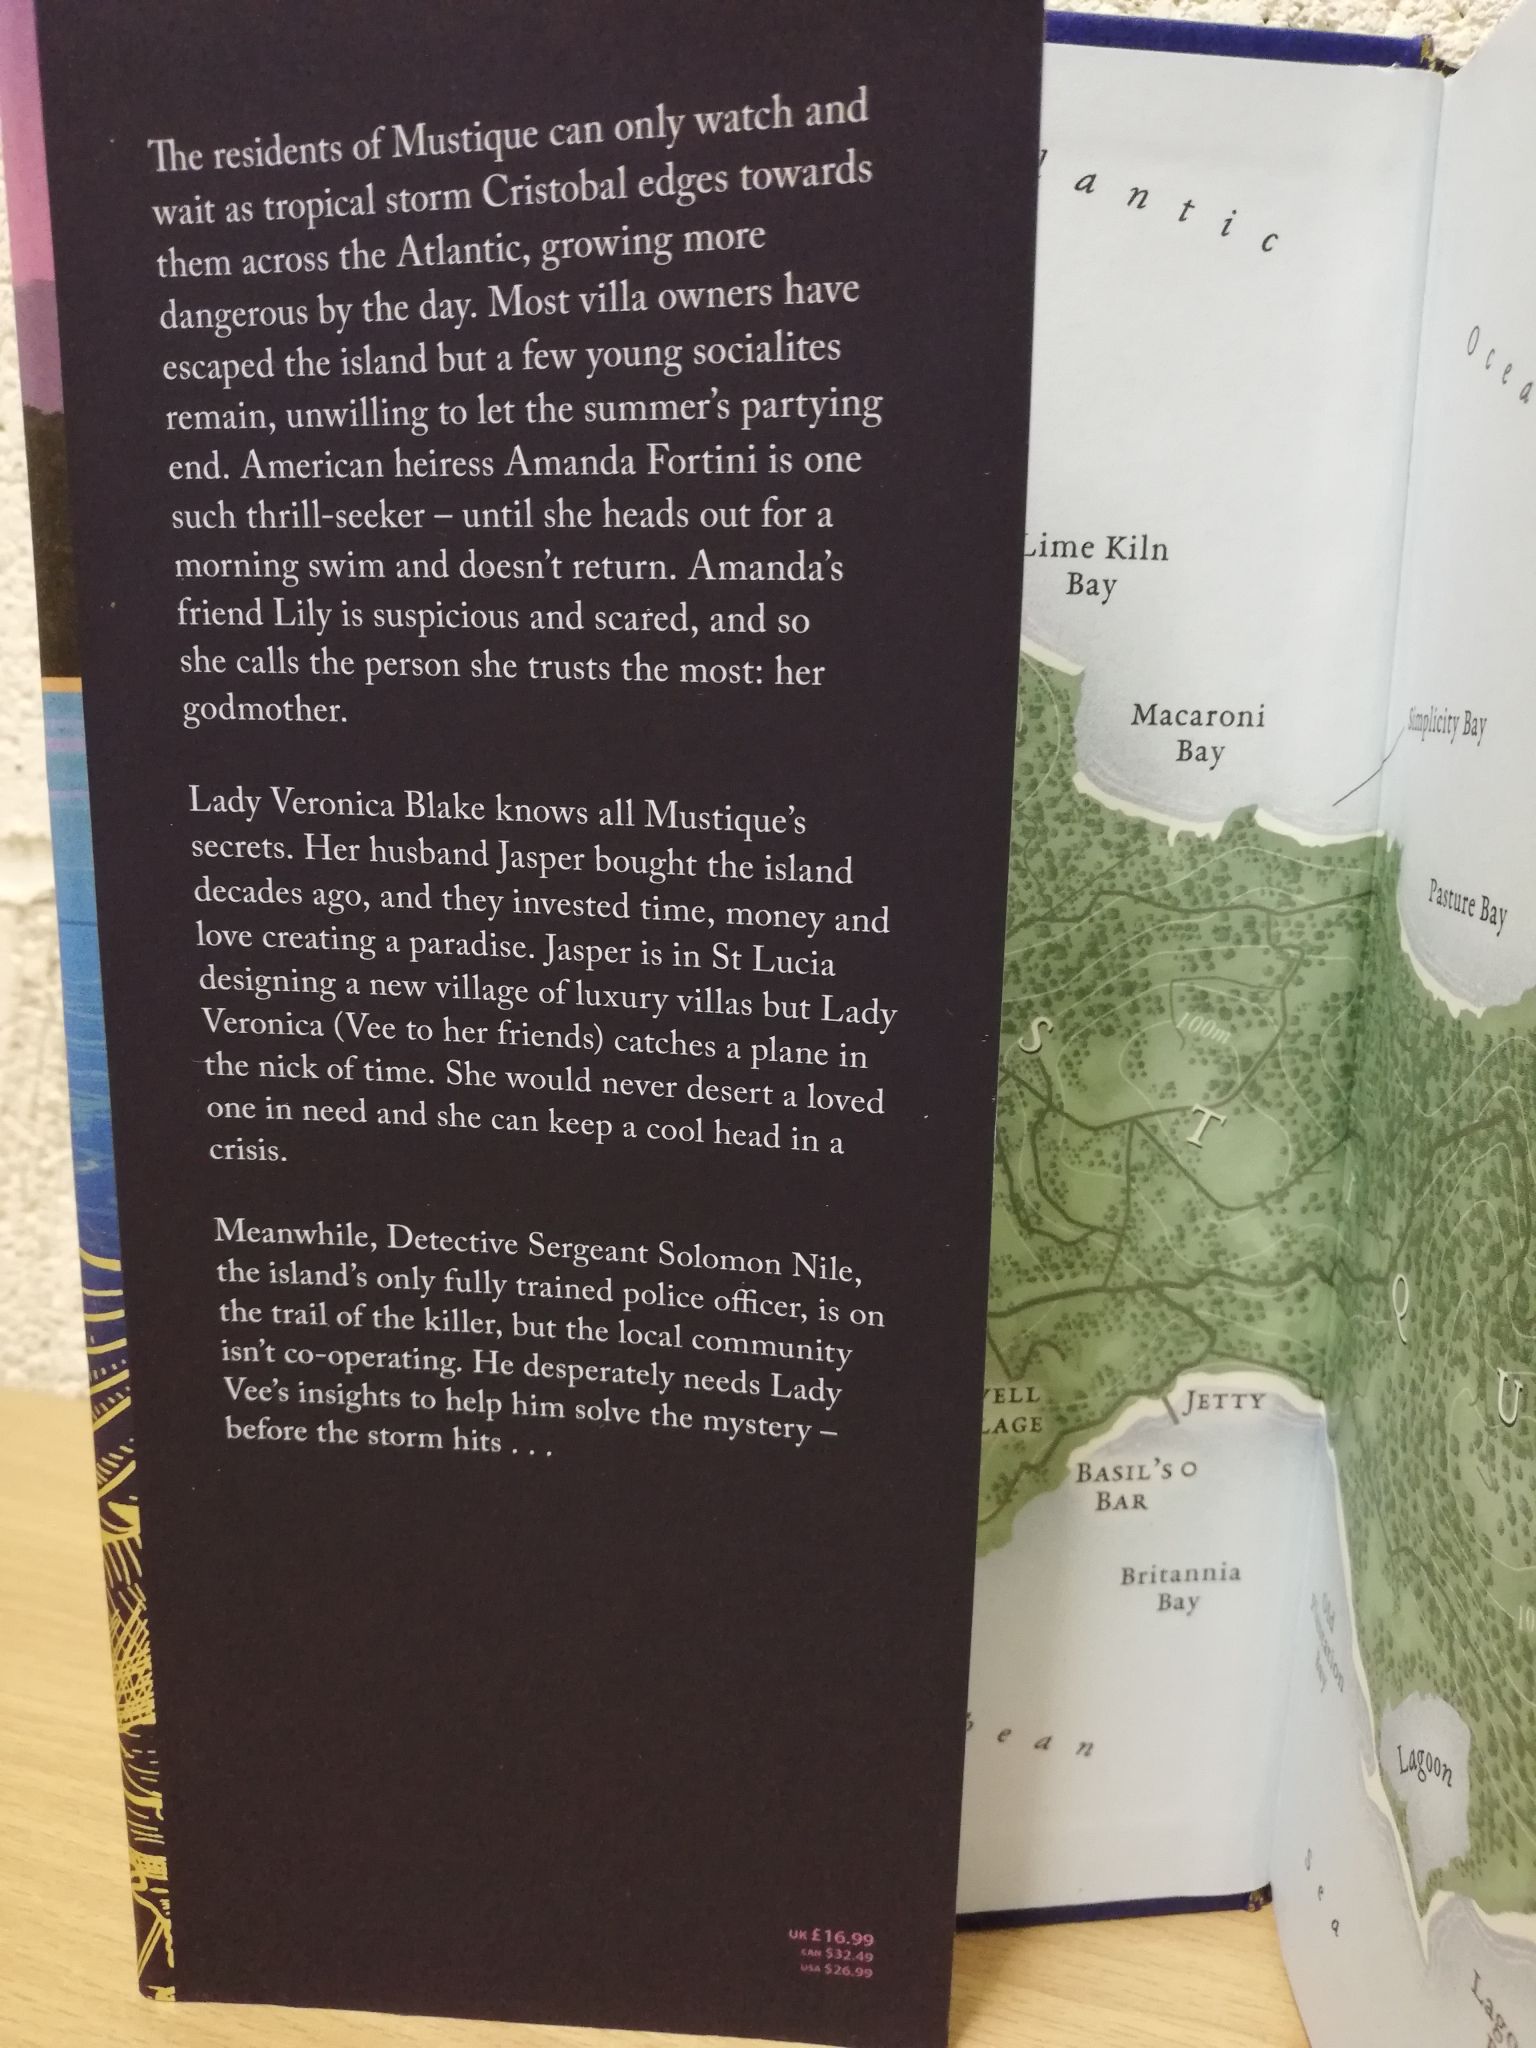 The residents of Mustique can only watch and
wait as tropical storm Cristobal edges towards
them across the Atlantic, growing more
dangerous by the day. Most villa owners have
escaped the island but a few young socialites
remain, unwilling to let the summer's partying
end. American heiress Amanda Fortini is one
such thrill-seeker – until she heads out for a
morning swim and doesn't return. Amanda's
friend Lily is suspicious and scared, and so
she calls the person she trusts the most: her
godmother.
Lady Veronica Blake knows all Mustique's
secrets. Her husband Jasper bought the island
decades ago, and they invested time, money and
love creating a paradise. Jasper is in St Lucia
designing a new village of luxury villas but Lady
Veronica (Vee to her friends) catches a plane in
the nick of time. She would never desert a loved
one in need and she can keep a cool head in a
crisis.
Meanwhile, Detective Sergeant Solomon Nile,
the island's only fully trained police officer, is on
the trail of the killer, but the local community
isn't co-operating. He desperately needs Lady
Vee's insights to help him solve the mystery –
before the storm hits . . .
UK £16.99
CAN $32.49
USA $26.99
lantic
Ocea
Lime Kiln
Bay
Macaroni
Bay
Simplicity Bay
Pasture Bay
100m
S
T
Q
U
ELL
LAGE
JETTY
BASIL'S
BAR
Britannia
Bay
Old
Plantation
Bay
ean
Lagoon
Sea
Lago